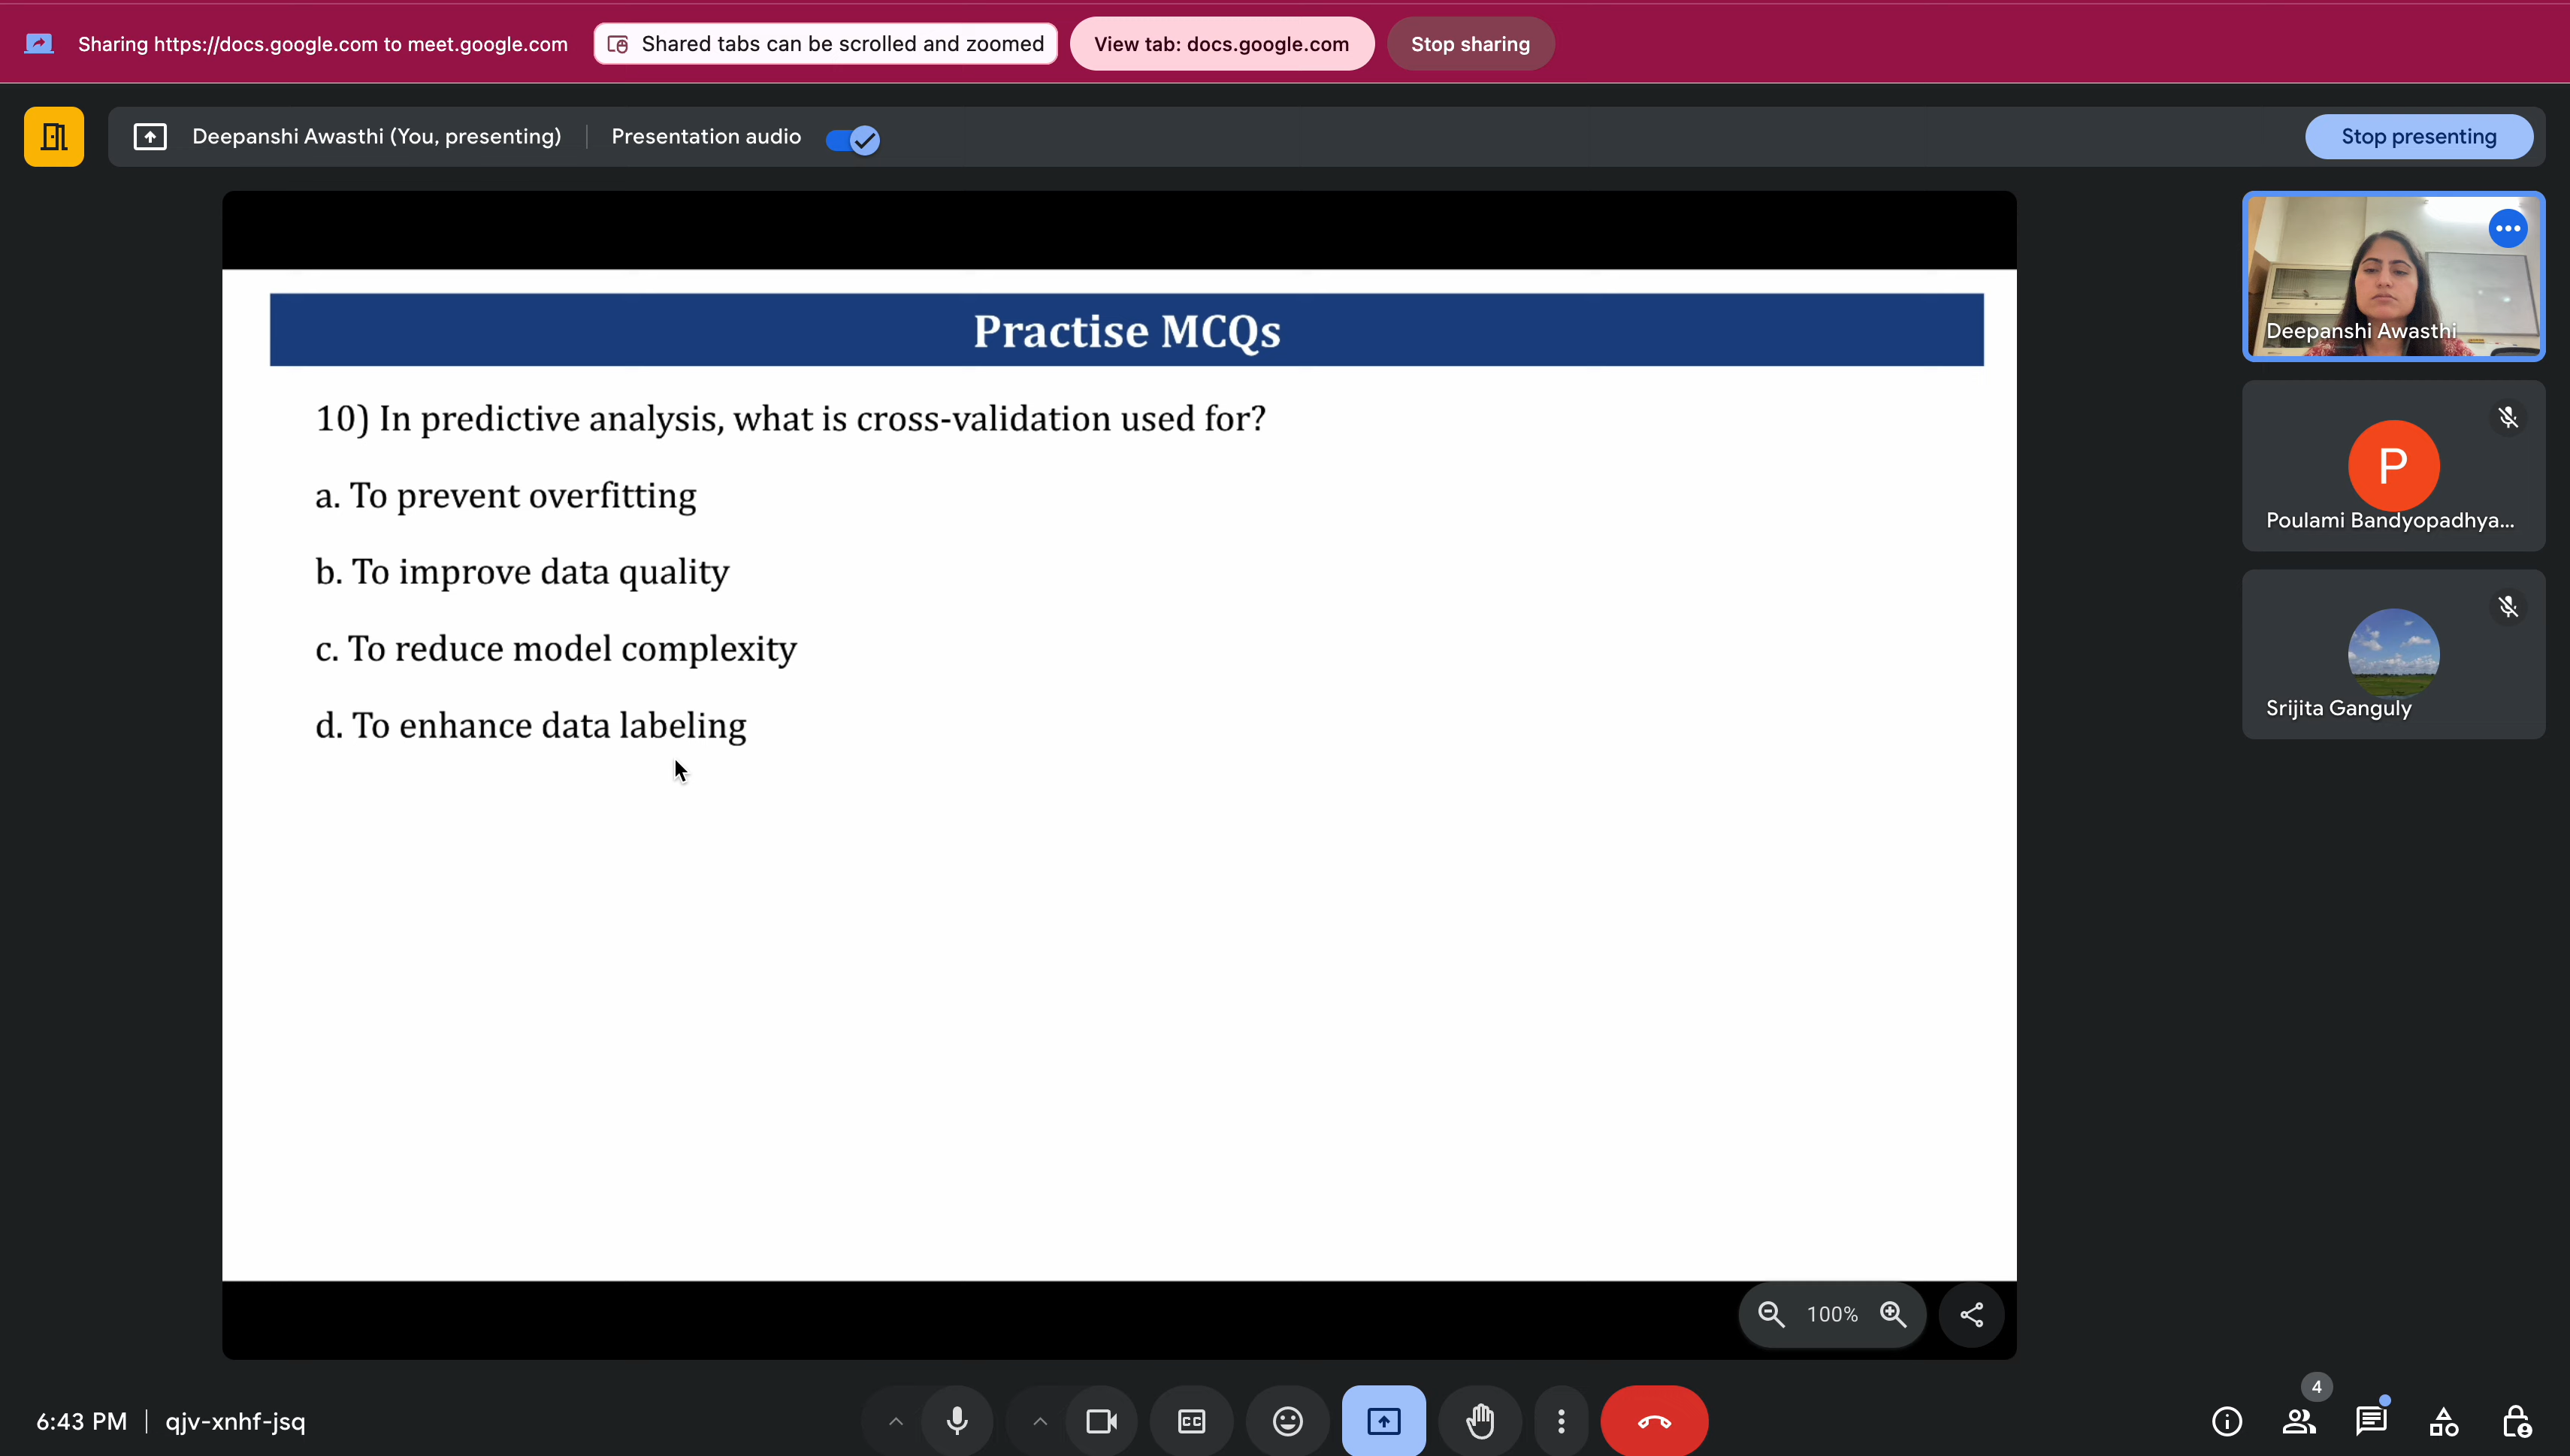 Sharing https://docs.google.com to meet.google.com
Shared tabs can be scrolled and zoomed
View tab: docs.google.com
Stop sharing
Deepanshi Awasthi (You, presenting)
Presentation audio
Stop presenting
Practise MCQs
10) In predictive analysis, what is cross-validation used for?
a. To prevent overfitting
b. To improve data quality
c. To reduce model complexity
d. To enhance data labeling
Deepanshi Awasthi
P
Poulami Bandyopadhya...
Srijita Ganguly
100%
6:43 PM | qjv-xnhf-jsq
CC
4